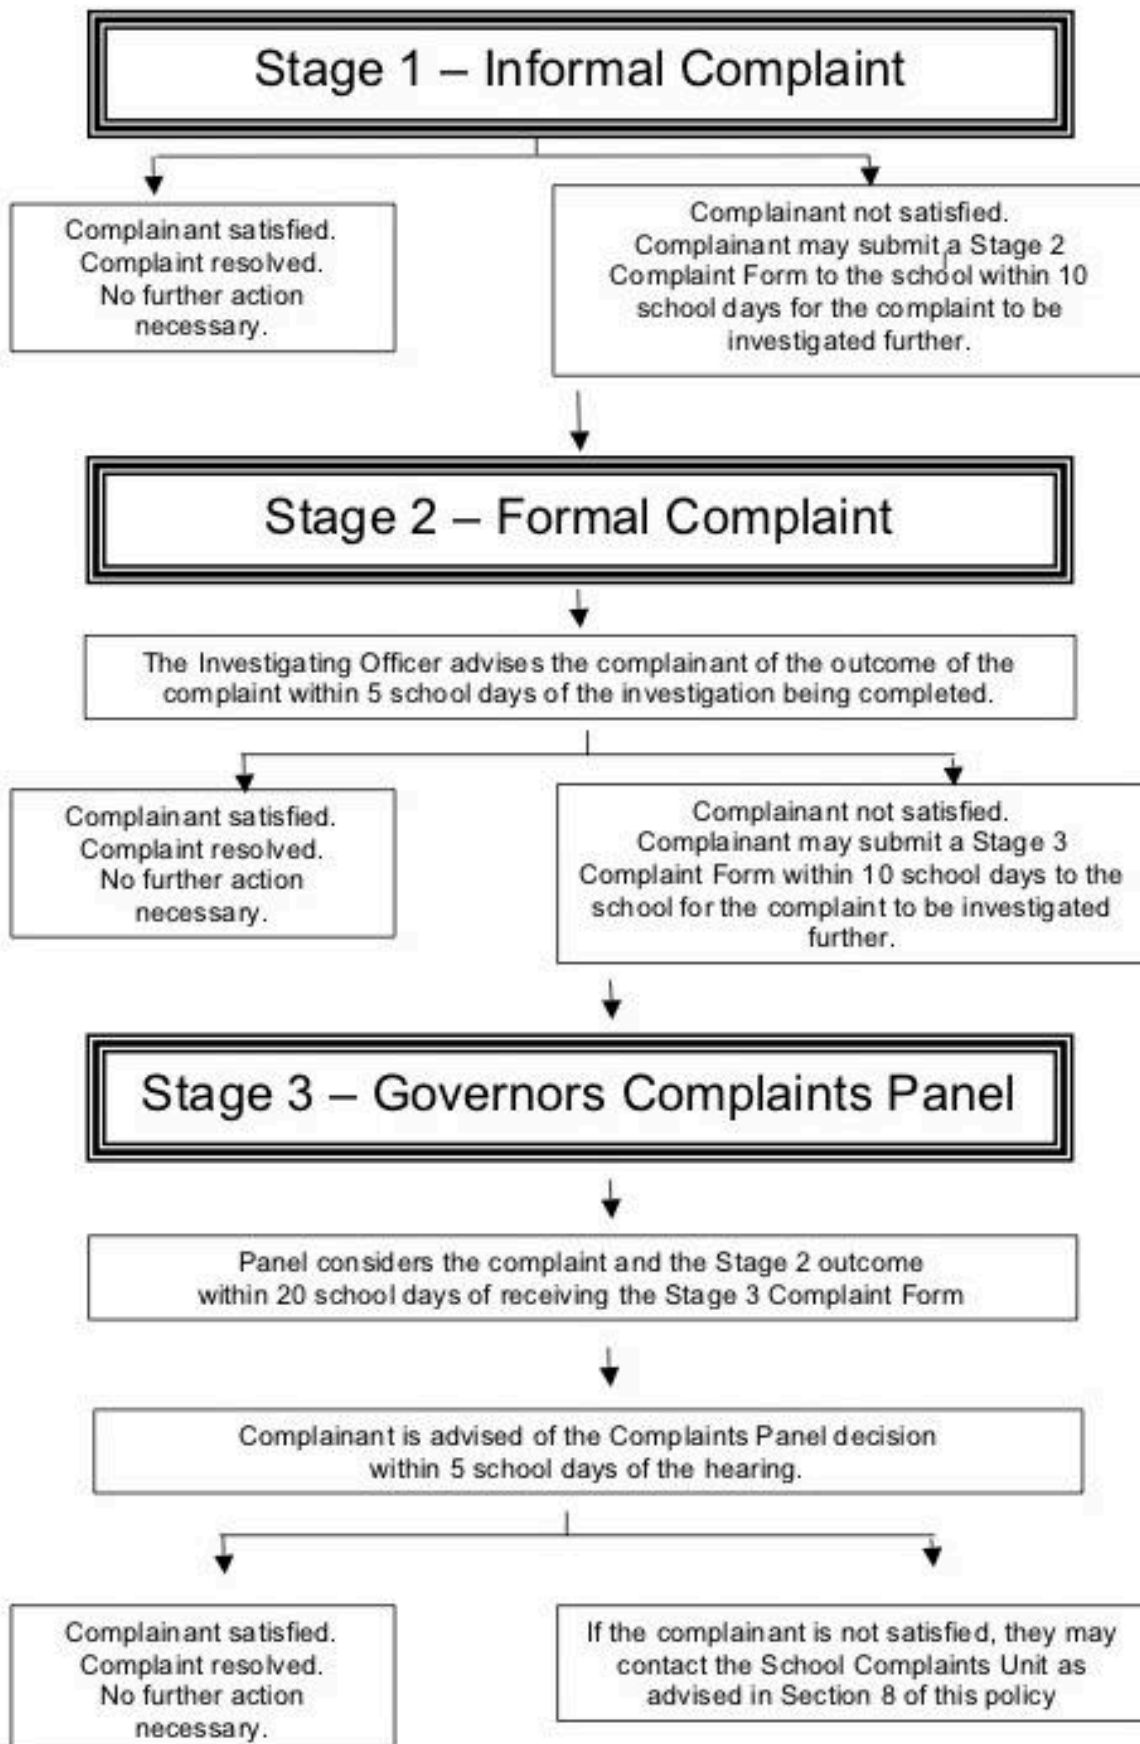 Stage 1 – Informal Complaint
Complainant satisfied.
Complaint resolved.
No further action
necessary.
Complainant not satisfied.
Complainant may submit a Stage 2
Complaint Form to the school within 10
school days for the complaint to be
investigated further.
Stage 2 – Formal Complaint
The Investigating Officer advises the complainant of the outcome of the
complaint within 5 school days of the investigation being completed.
Complainant satisfied.
Complaint resolved.
No further action
necessary.
Complainant not satisfied.
Complainant may submit a Stage 3
Complaint Form within 10 school days to the
school for the complaint to be investigated
further.
Stage 3 – Governors Complaints Panel
Panel considers the complaint and the Stage 2 outcome
within 20 school days of receiving the Stage 3 Complaint Form
Complainant is advised of the Complaints Panel decision
within 5 school days of the hearing.
Complainant satisfied.
Complaint resolved.
No further action
necessary.
If the complainant is not satisfied, they may
contact the School Complaints Unit as
advised in Section 8 of this policy